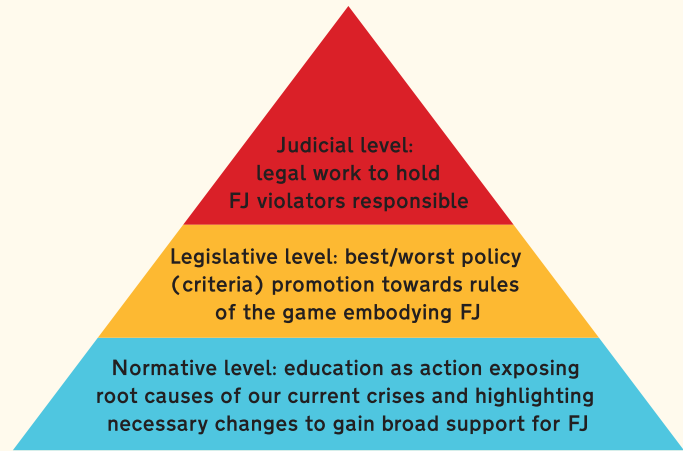 Judicial level:
legal work to hold
FJ violators responsible
Legislative level: best/worst policy
(criteria) promotion towards rules
of the game embodying FJ
Normative level: education as action exposing
root causes of our current crises and highlighting
necessary changes to gain broad support for FJ